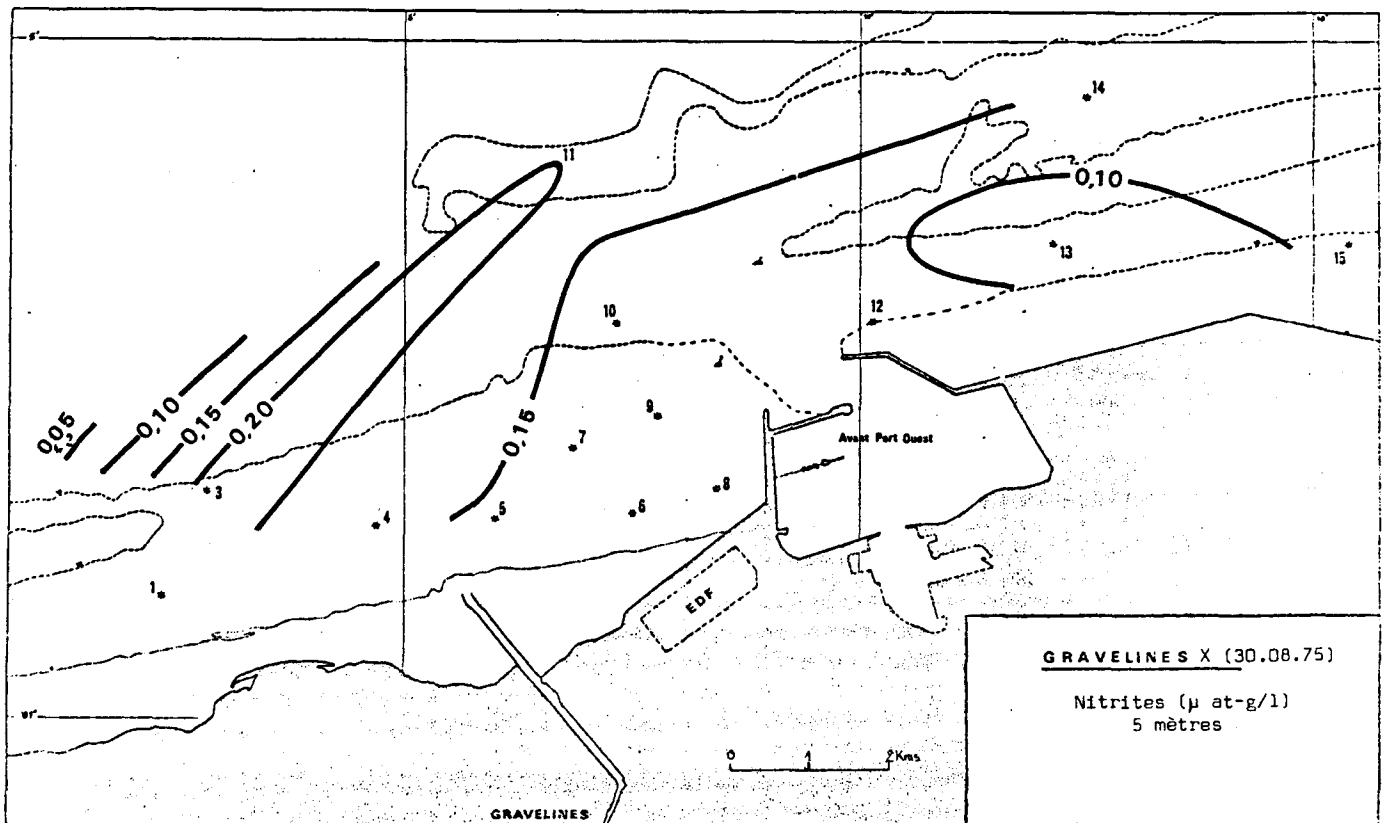 14
11
0,10
13
15
10
12
0,10
0,15
0,20
0,05
0,15
9
7
Avant Port Ouest
3
8
4
5
6
1
EDF
GRAVELINES X (30.08.75)
Nitrites (µ at-g/l)
5 mètres
0 1 2Kms
GRAVELINES